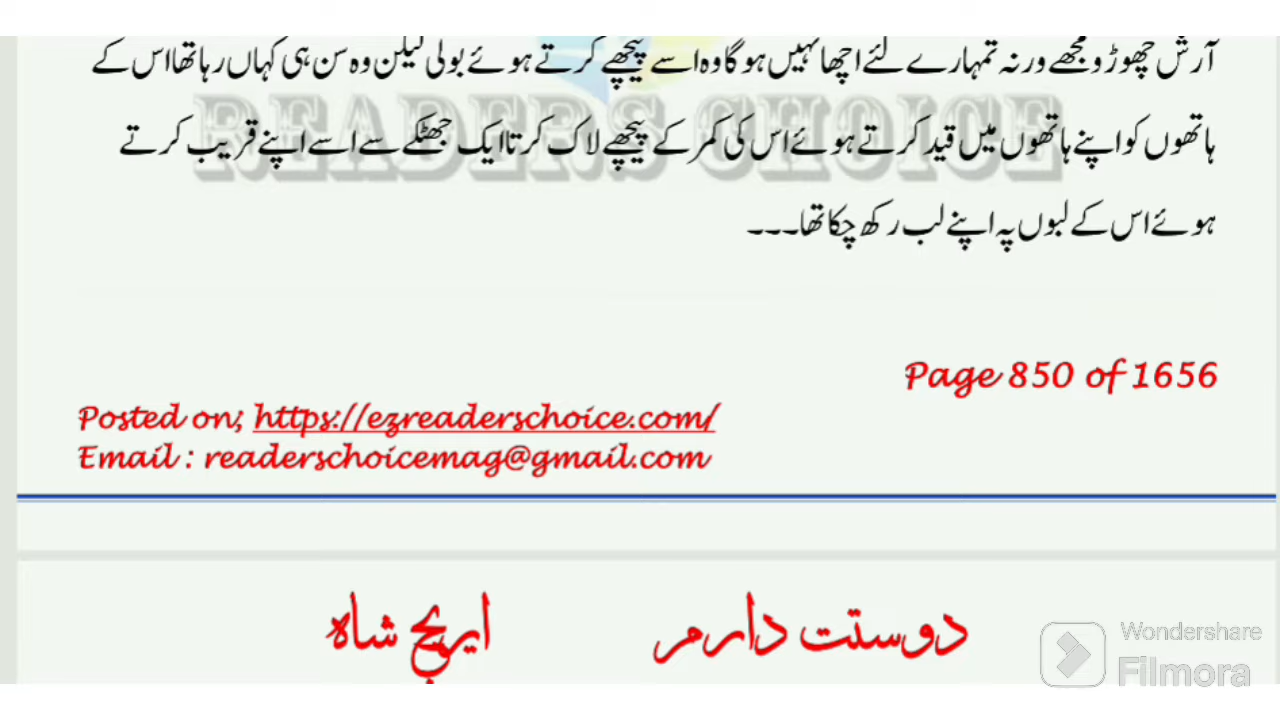 آرش چھوڑو مجھے ورنہ تمہارے لئے اچھا نہیں ہوگا وہ اسے پیچھے کرتے ہوئے بولی لیکن وہ سن ہی کہاں رہا تھا اس کے
ہاتھوں کو اپنے ہاتھوں میں قید کرتے ہوئے اس کی کمر کے پیچھے لاک کرتا ایک جھٹکے سے اسے اپنے قریب کرتے
ہوئے اس کے لبوں پہ اپنے لب رکھ چکا تھا۔۔۔
READERS CHOICE
Page 850 of 1656
Posted on; https://ezreaderschoice.com/
Email : readerschoicemag@gmail.com
دوستت دارم اریج شاہ
Wondershare
Filmora